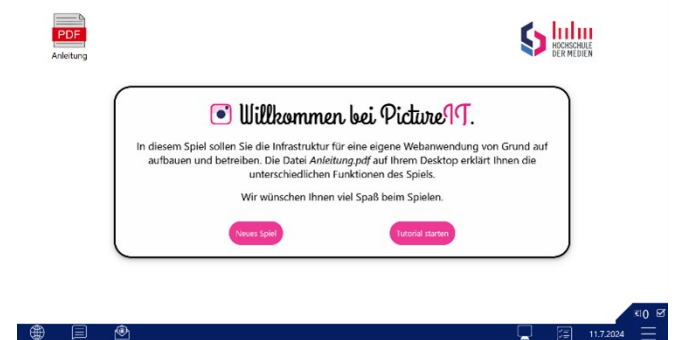 PDF
Anleitung
HOCHSCHULE
DER MEDIEN
Willkommen bei PictureIT.
In diesem Spiel sollen Sie die Infrastruktur für eine eigene Webanwendung von Grund auf
aufbauen und betreiben. Die Datei Anleitung.pdf auf Ihrem Desktop erklärt Ihnen die
unterschiedlichen Funktionen des Spiels.
Wir wünschen Ihnen viel Spaß beim Spielen.
Neues Spiel
Tutorial starten
0
11.7.2024